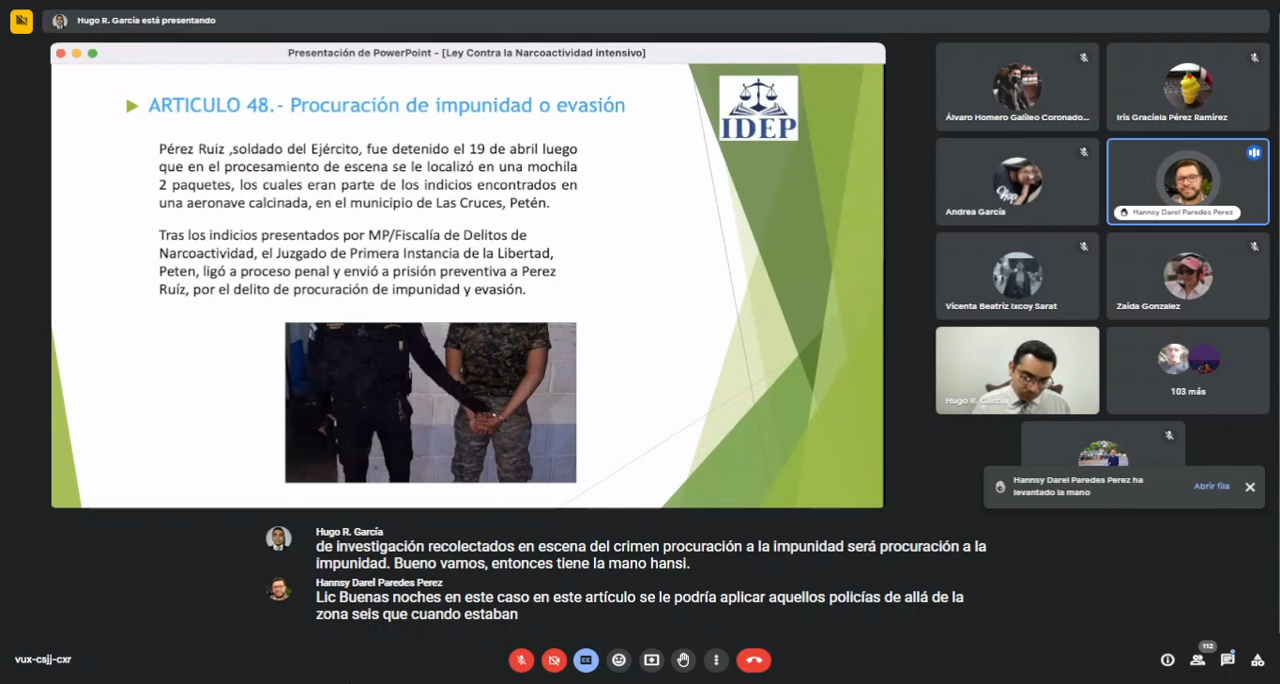 Hugo R. García está presentando
Presentación de PowerPoint - [Ley Contra la Narcoactividad intensivo]
ARTICULO 48.- Procuración de impunidad o evasión
IDEP
Pérez Ruiz ,soldado del Ejército, fue detenido el 19 de abril luego
que en el procesamiento de escena se le localizó en una mochila
2 paquetes, los cuales eran parte de los indicios encontrados en
una aeronave calcinada, en el municipio de Las Cruces, Petén.
Tras los indicios presentados por MP/Fiscalía de Delitos de
Narcoactividad, el Juzgado de Primera Instancia de la Libertad,
Peten, ligó a proceso penal y envió a prisión preventiva a Perez
Ruíz, por el delito de procuración de impunidad y evasión.
Álvaro Homero Galileo Coronado...
Iris Graciela Pérez Ramírez
Andrea García
Hannsy Darel Paredes Perez
Vicenta Beatriz Ixcoy Sarat
Zaida Gonzalez
Hugo R. García
103 más
Hannsy Darel Paredes Perez ha
levantado la mano
Abrir fila
Hugo R. García
de investigación recolectados en escena del crimen procuración a la impunidad será procuración a la
impunidad. Bueno vamos, entonces tiene la mano hansi.
Hannsy Darel Paredes Perez
Lic Buenas noches en este caso en este artículo se le podría aplicar aquellos policías de allá de la
zona seis que cuando estaban
vux-csjj-cxr
112